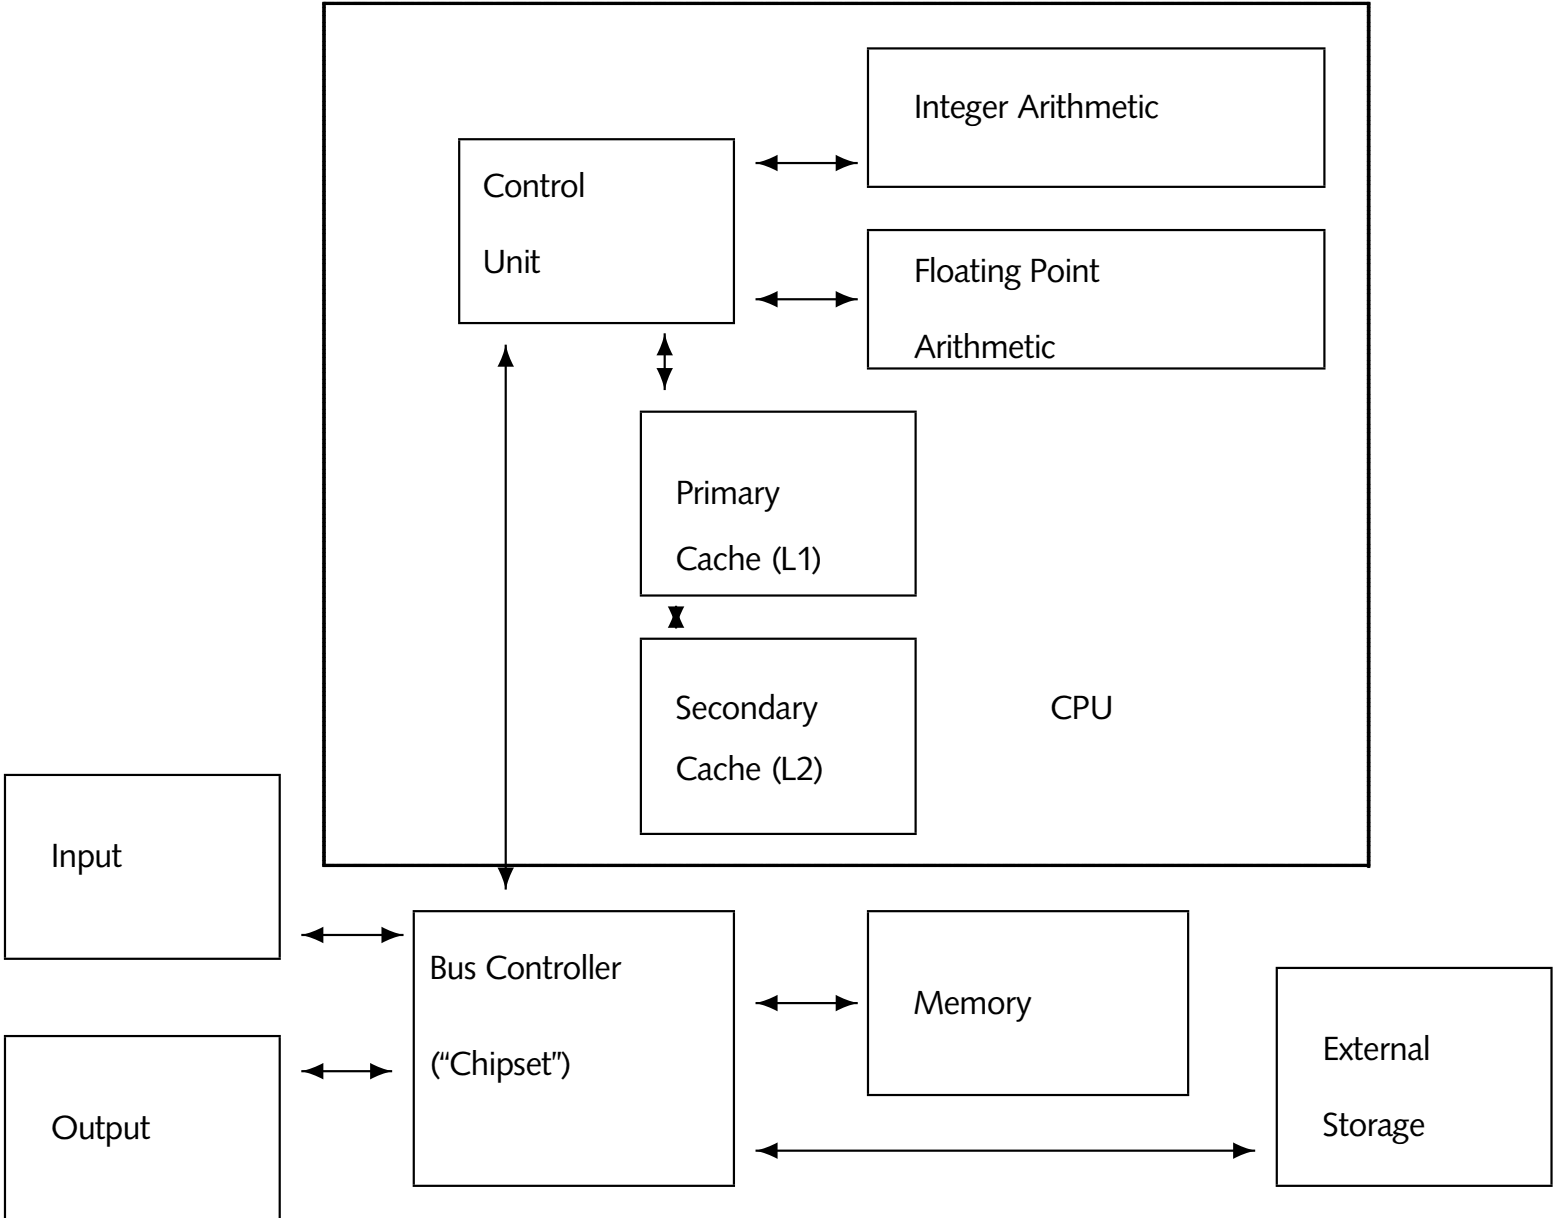 Integer Arithmetic
Control
Unit
Floating Point
Arithmetic
Primary
Cache (L1)
Secondary
Cache (L2)
CPU
Input
Bus Controller
(“Chipset”)
Memory
External
Storage
Output